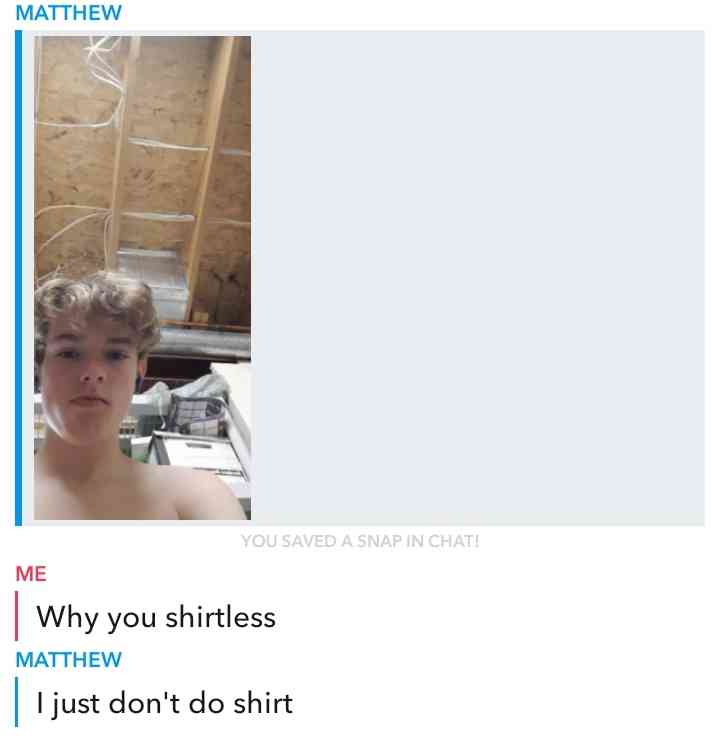 MATTHEW
YOU SAVED A SNAP IN CHAT!
ME
Why you shirtless
MATTHEW
I just don't do shirt